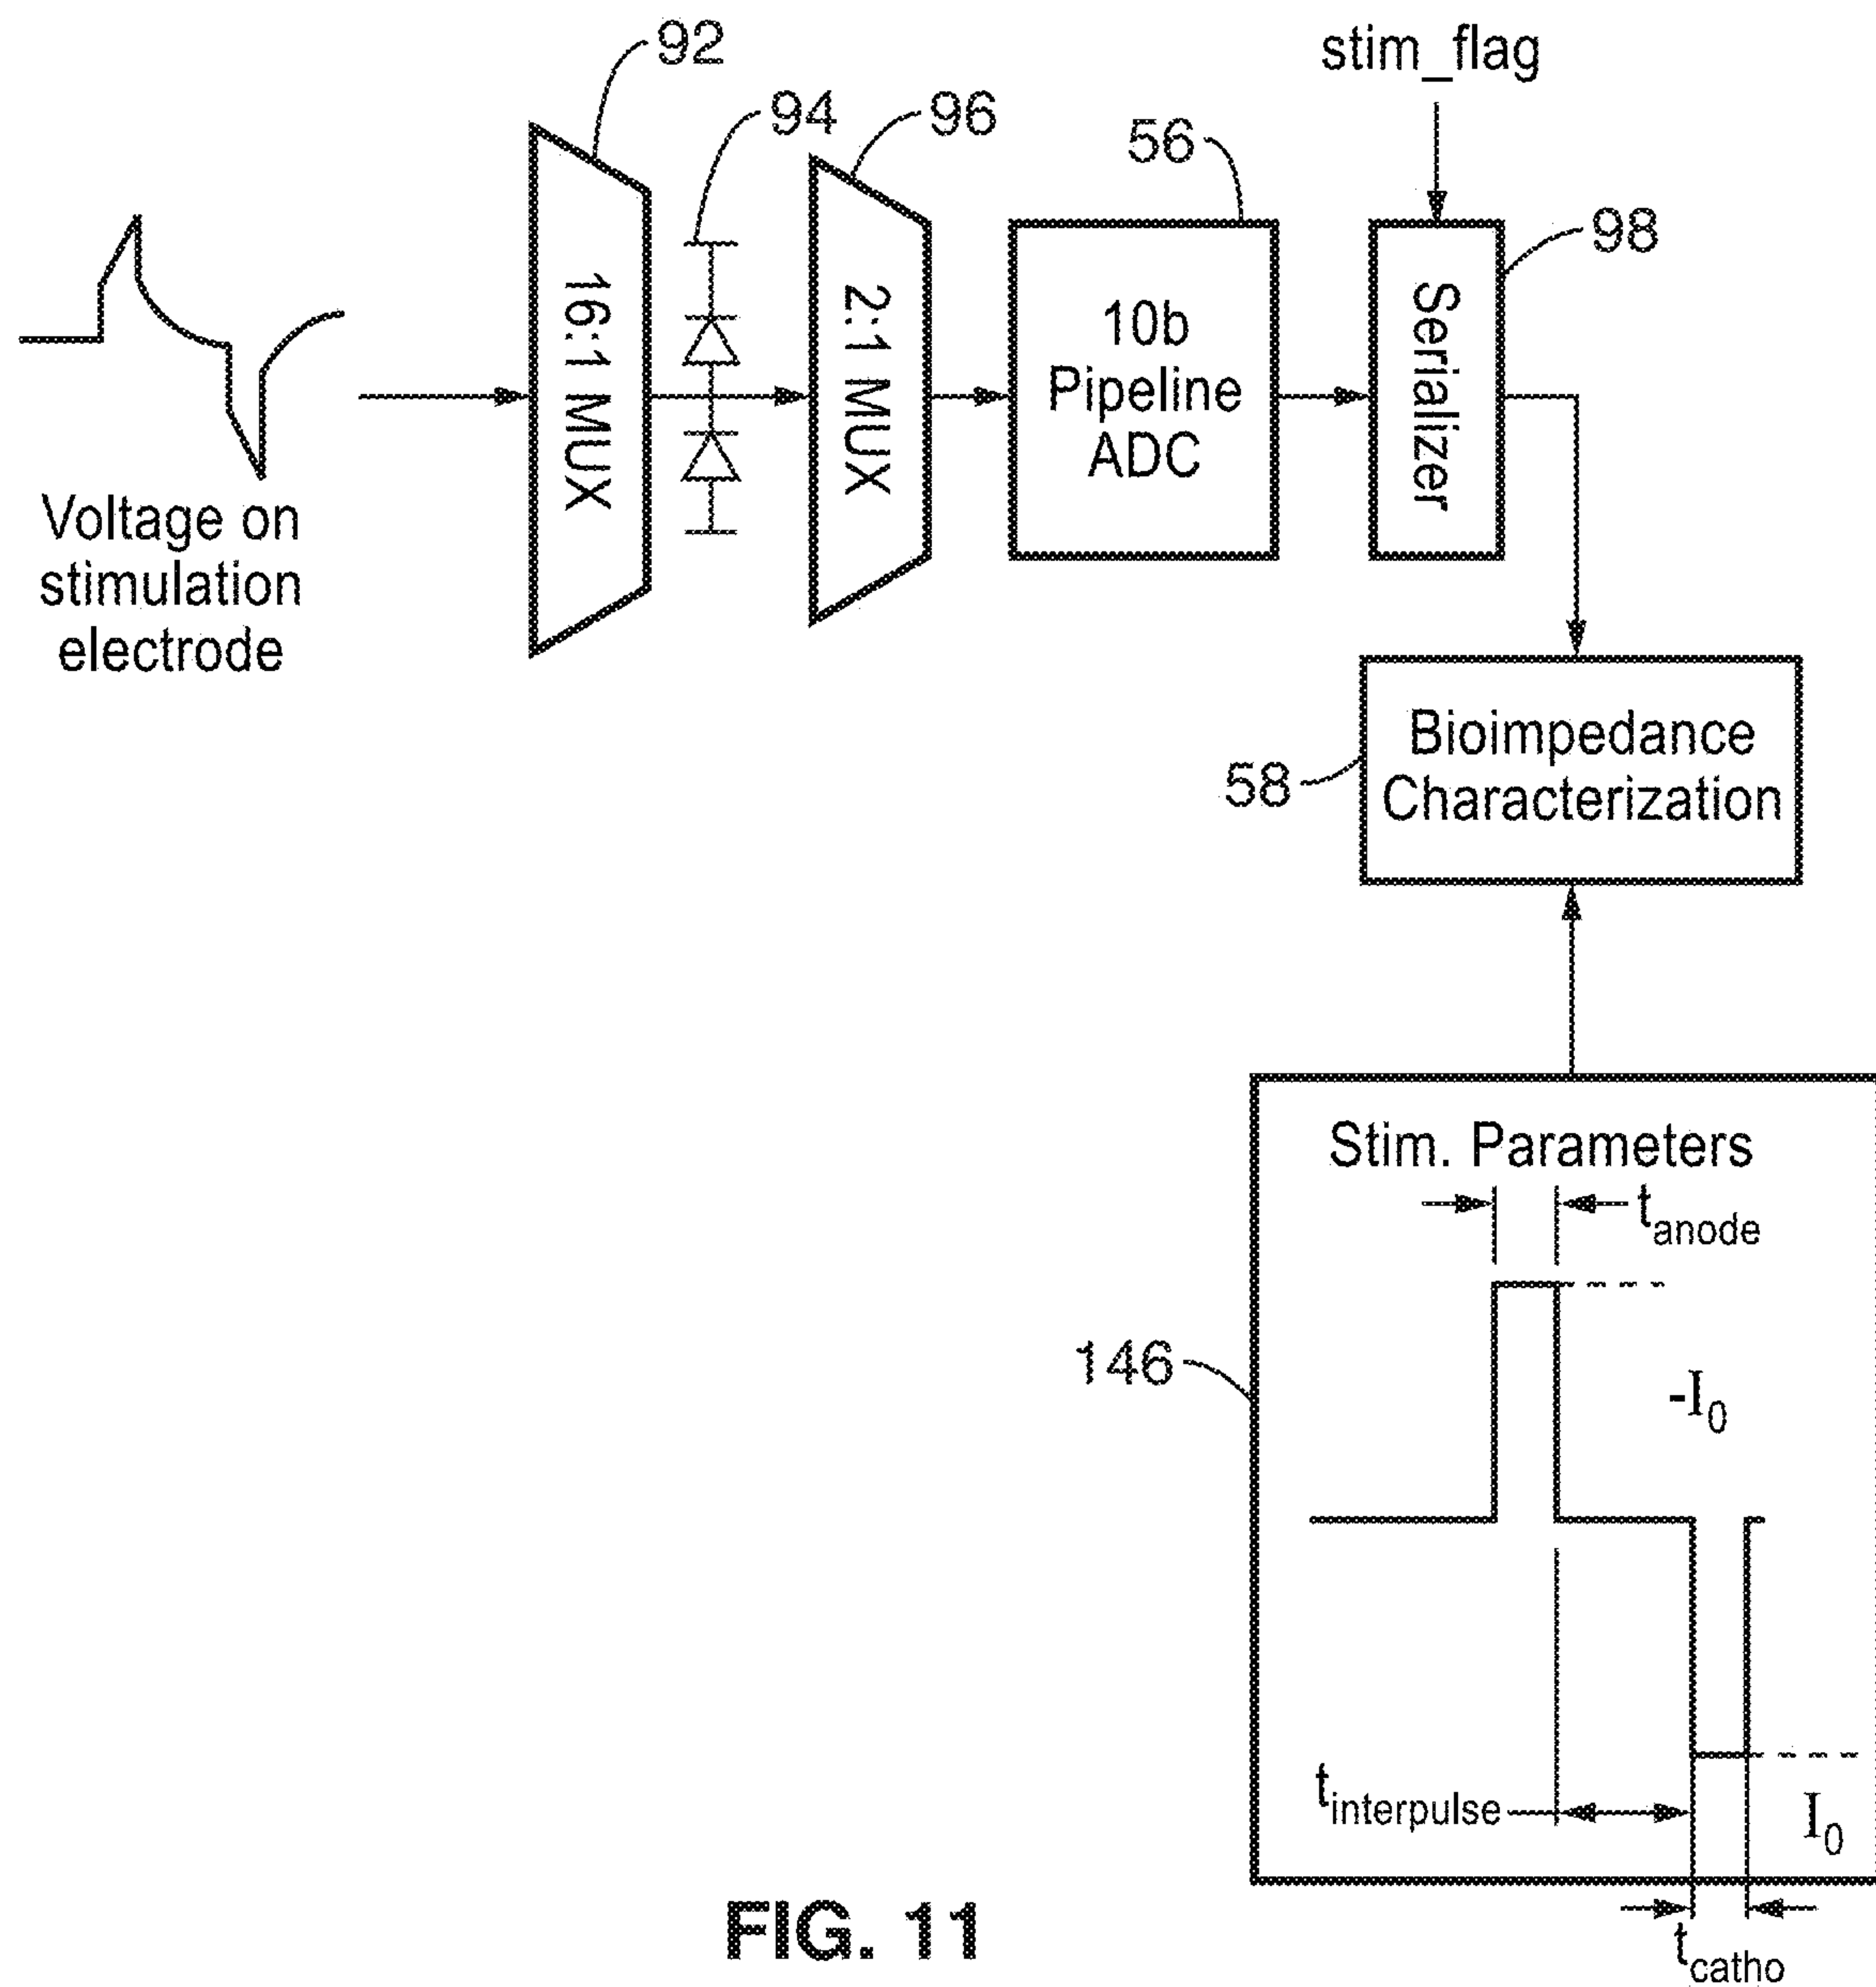 92
94
96
56
stim_flag
98
16:1 MUX
2:1 MUX
10b
Pipeline
ADC
Serializer
Voltage on
stimulation
electrode
58
Bioimpedance
Characterization
146
Stim. Parameters
t_anode
-I_0
t_interpulse
I_0
t_catho
FIG. 11